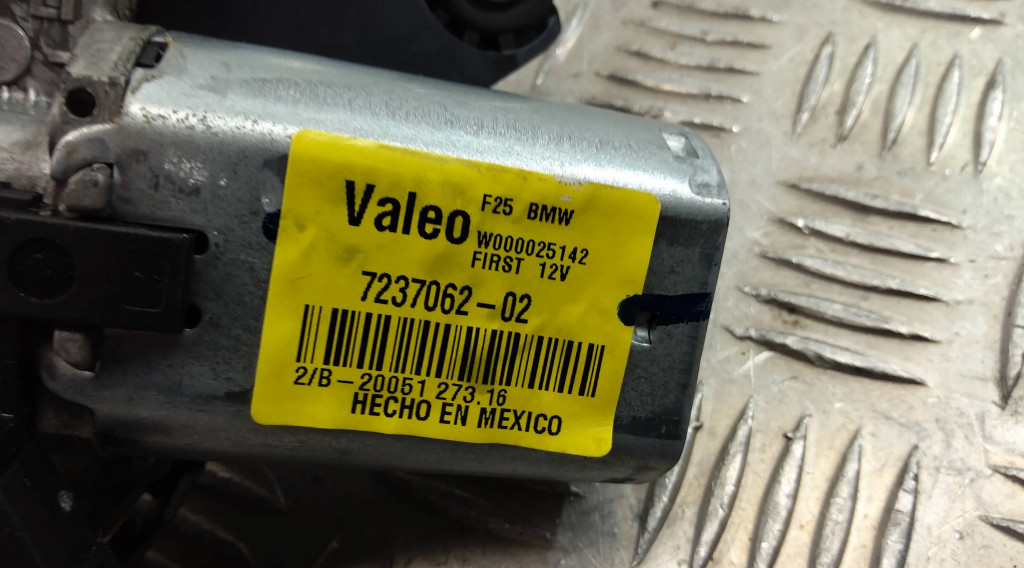 Valeo
F25 BMW
W000025142
FIRST 12V
7237062-02
2/B-20051 273.16
HECHO EN MEXICO